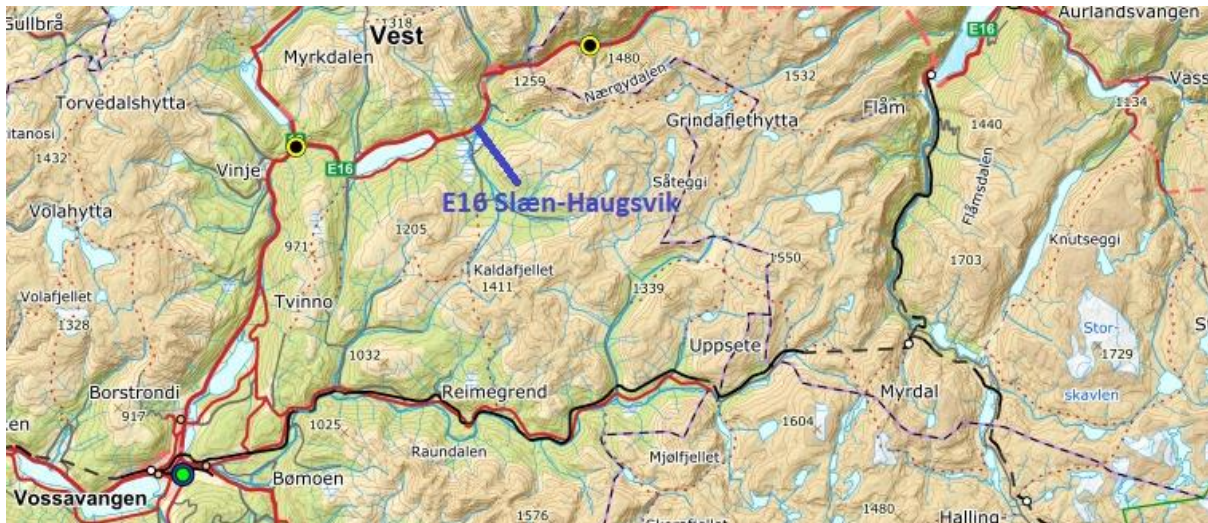 Gullbrå
1318
Vest
Aurlandsvangen
E16
Myrkdalen
1480
1259
Nærøydalen
1532
Vass
Torvedalshytta
Flåm
1134
Grindaflethytta
itanosi
1432
1440
Vinje
E16
Såteggi
Flåmsdalen
E16 Slæn-Haugsvik
Volahytta
1205
971
Knutseggi
1550
1703
Kaldafjellet
1411
1339
Volafjellet
1328
Tvinno
Stor-
skavlen
1729
Uppsete
1032
Reimegrend
Myrdal
Borstrondi
917
1025
1604
Raundalen
Mjølfjellet
Bømoen
Vossavangen
1576
1480
Halling-